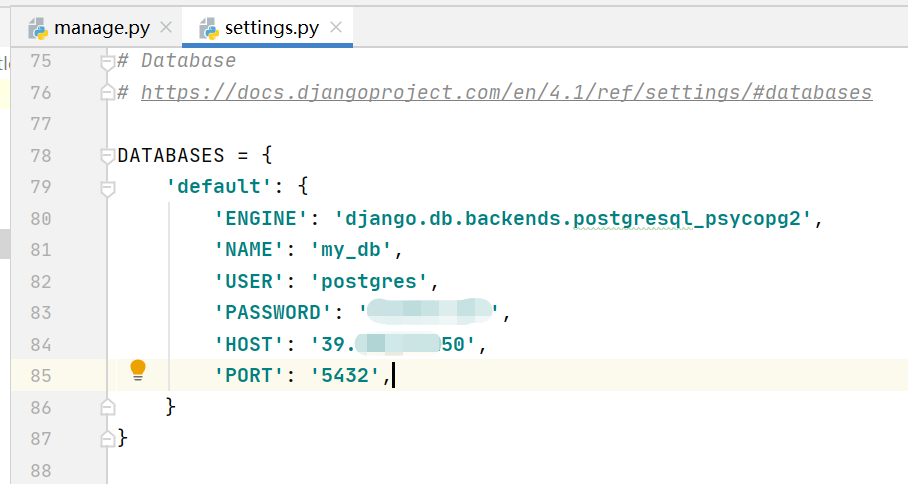 manage.py settings.py
75 # Database
76 # https://docs.djangoproject.com/en/4.1/ref/settings/#databases
77
78 DATABASES = {
79 'default': {
80 'ENGINE': 'django.db.backends.postgresql_psycopg2',
81 'NAME': 'my_db',
82 'USER': 'postgres',
83 'PASSWORD': '',
84 'HOST': '39.50',
85 'PORT': '5432',
86 }
87 }
88